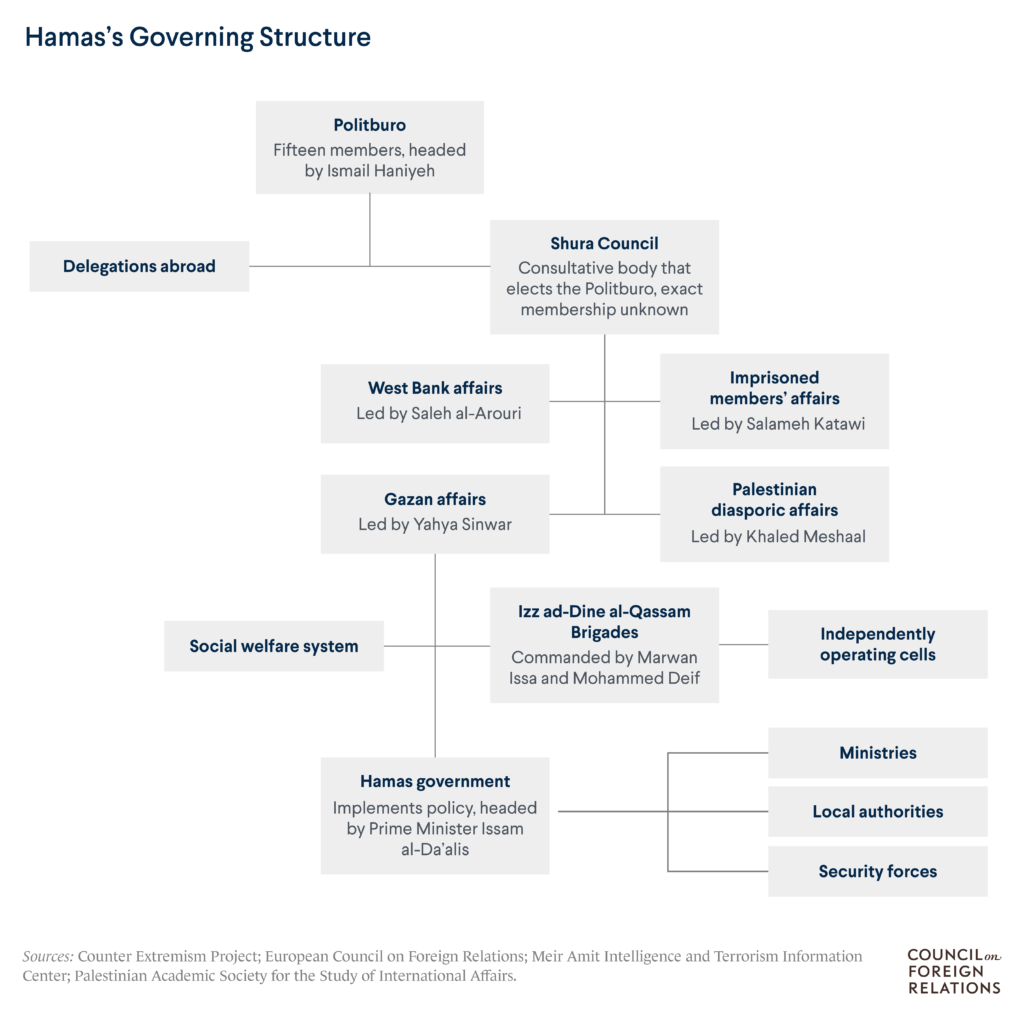 Hamas's Governing Structure
Politburo
Fifteen members, headed
by Ismail Haniyeh
Delegations abroad
Shura Council
Consultative body that
elects the Politburo, exact
membership unknown
West Bank affairs
Led by Saleh al-Arouri
Imprisoned
members' affairs
Led by Salameh Katawi
Gazan affairs
Led by Yahya Sinwar
Palestinian
diasporic affairs
Led by Khaled Meshaal
Social welfare system
Izz ad-Dine al-Qassam
Brigades
Commanded by Marwan
Issa and Mohammed Deif
Independently
operating cells
Hamas government
Implements policy, headed
by Prime Minister Issam
al-Da'alis
Ministries
Local authorities
Security forces
Sources: Counter Extremism Project; European Council on Foreign Relations; Meir Amit Intelligence and Terrorism Information
Center; Palestinian Academic Society for the Study of International Affairs.
COUNCIL on
FOREIGN
RELATIONS